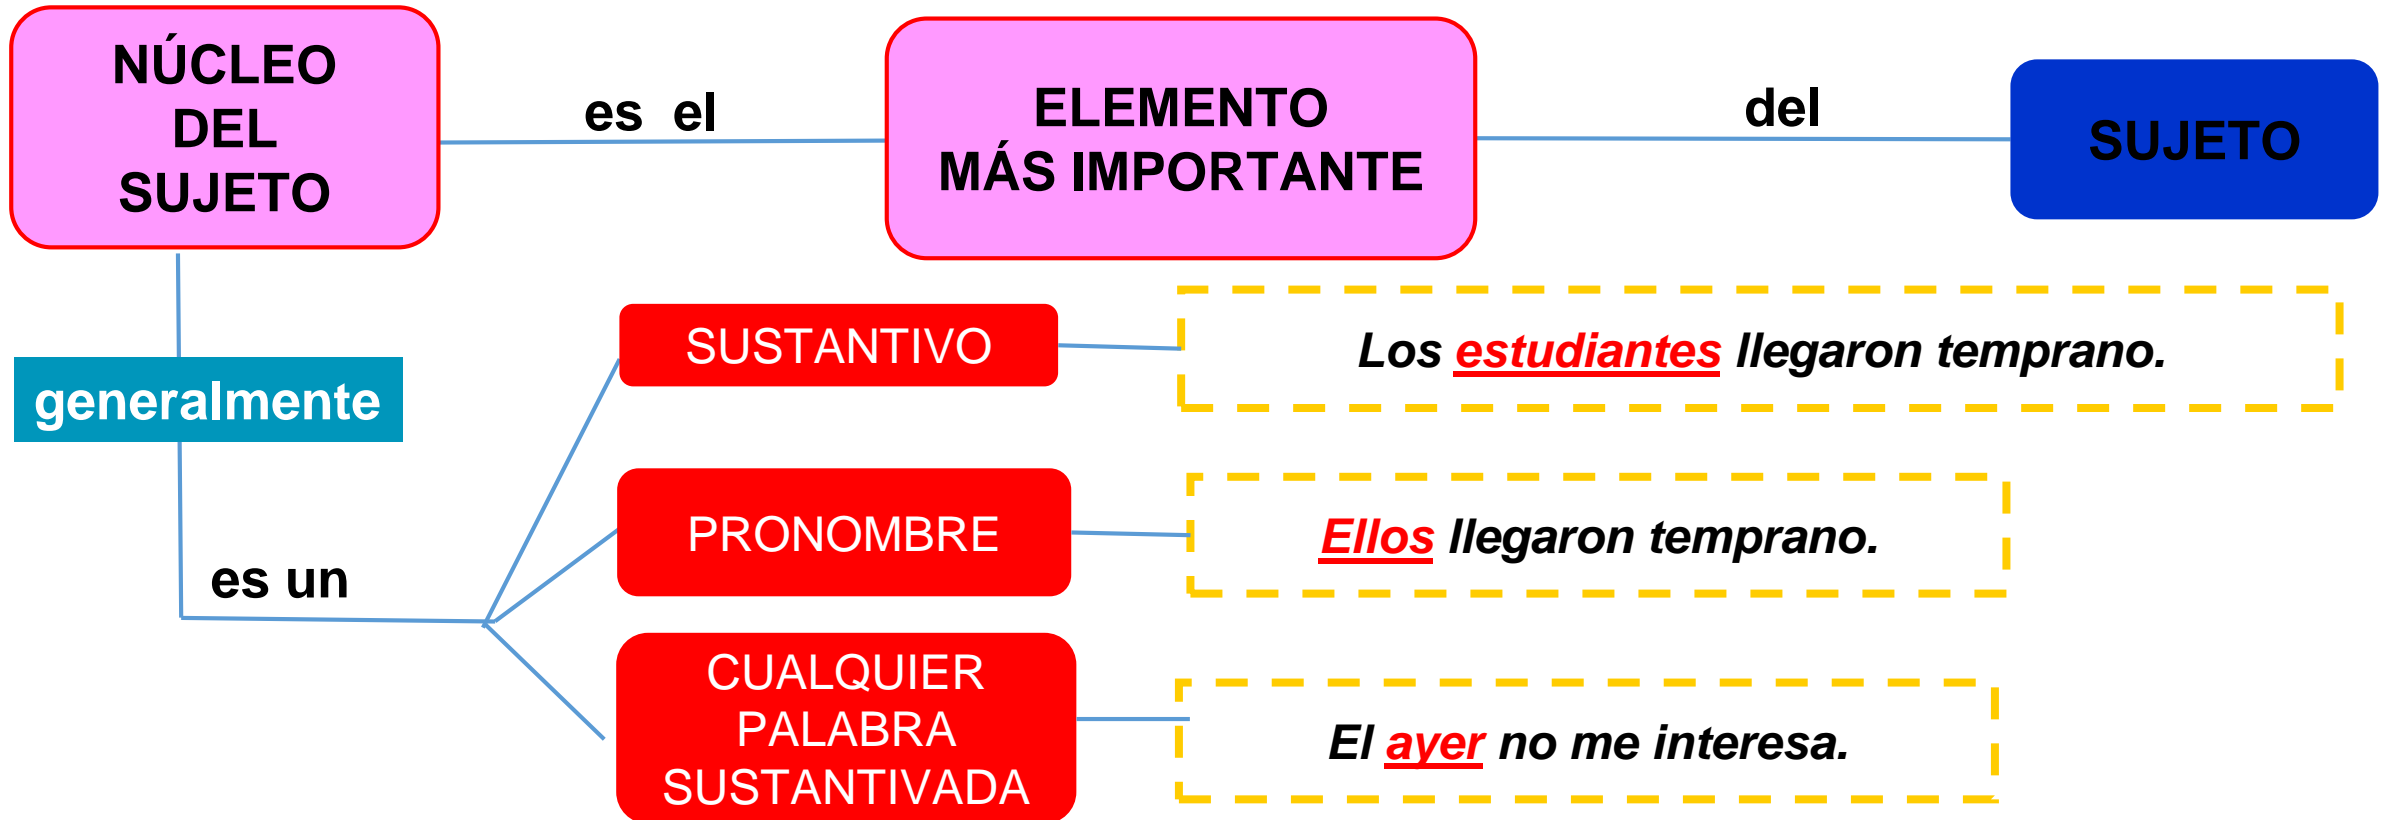 NÚCLEO
DEL
SUJETO
es el
ELEMENTO
MÁS IMPORTANTE
del
SUJETO
generalmente
es un
SUSTANTIVO
Los estudiantes llegaron temprano.
PRONOMBRE
Ellos llegaron temprano.
CUALQUIER
PALABRA
SUSTANTIVADA
El ayer no me interesa.